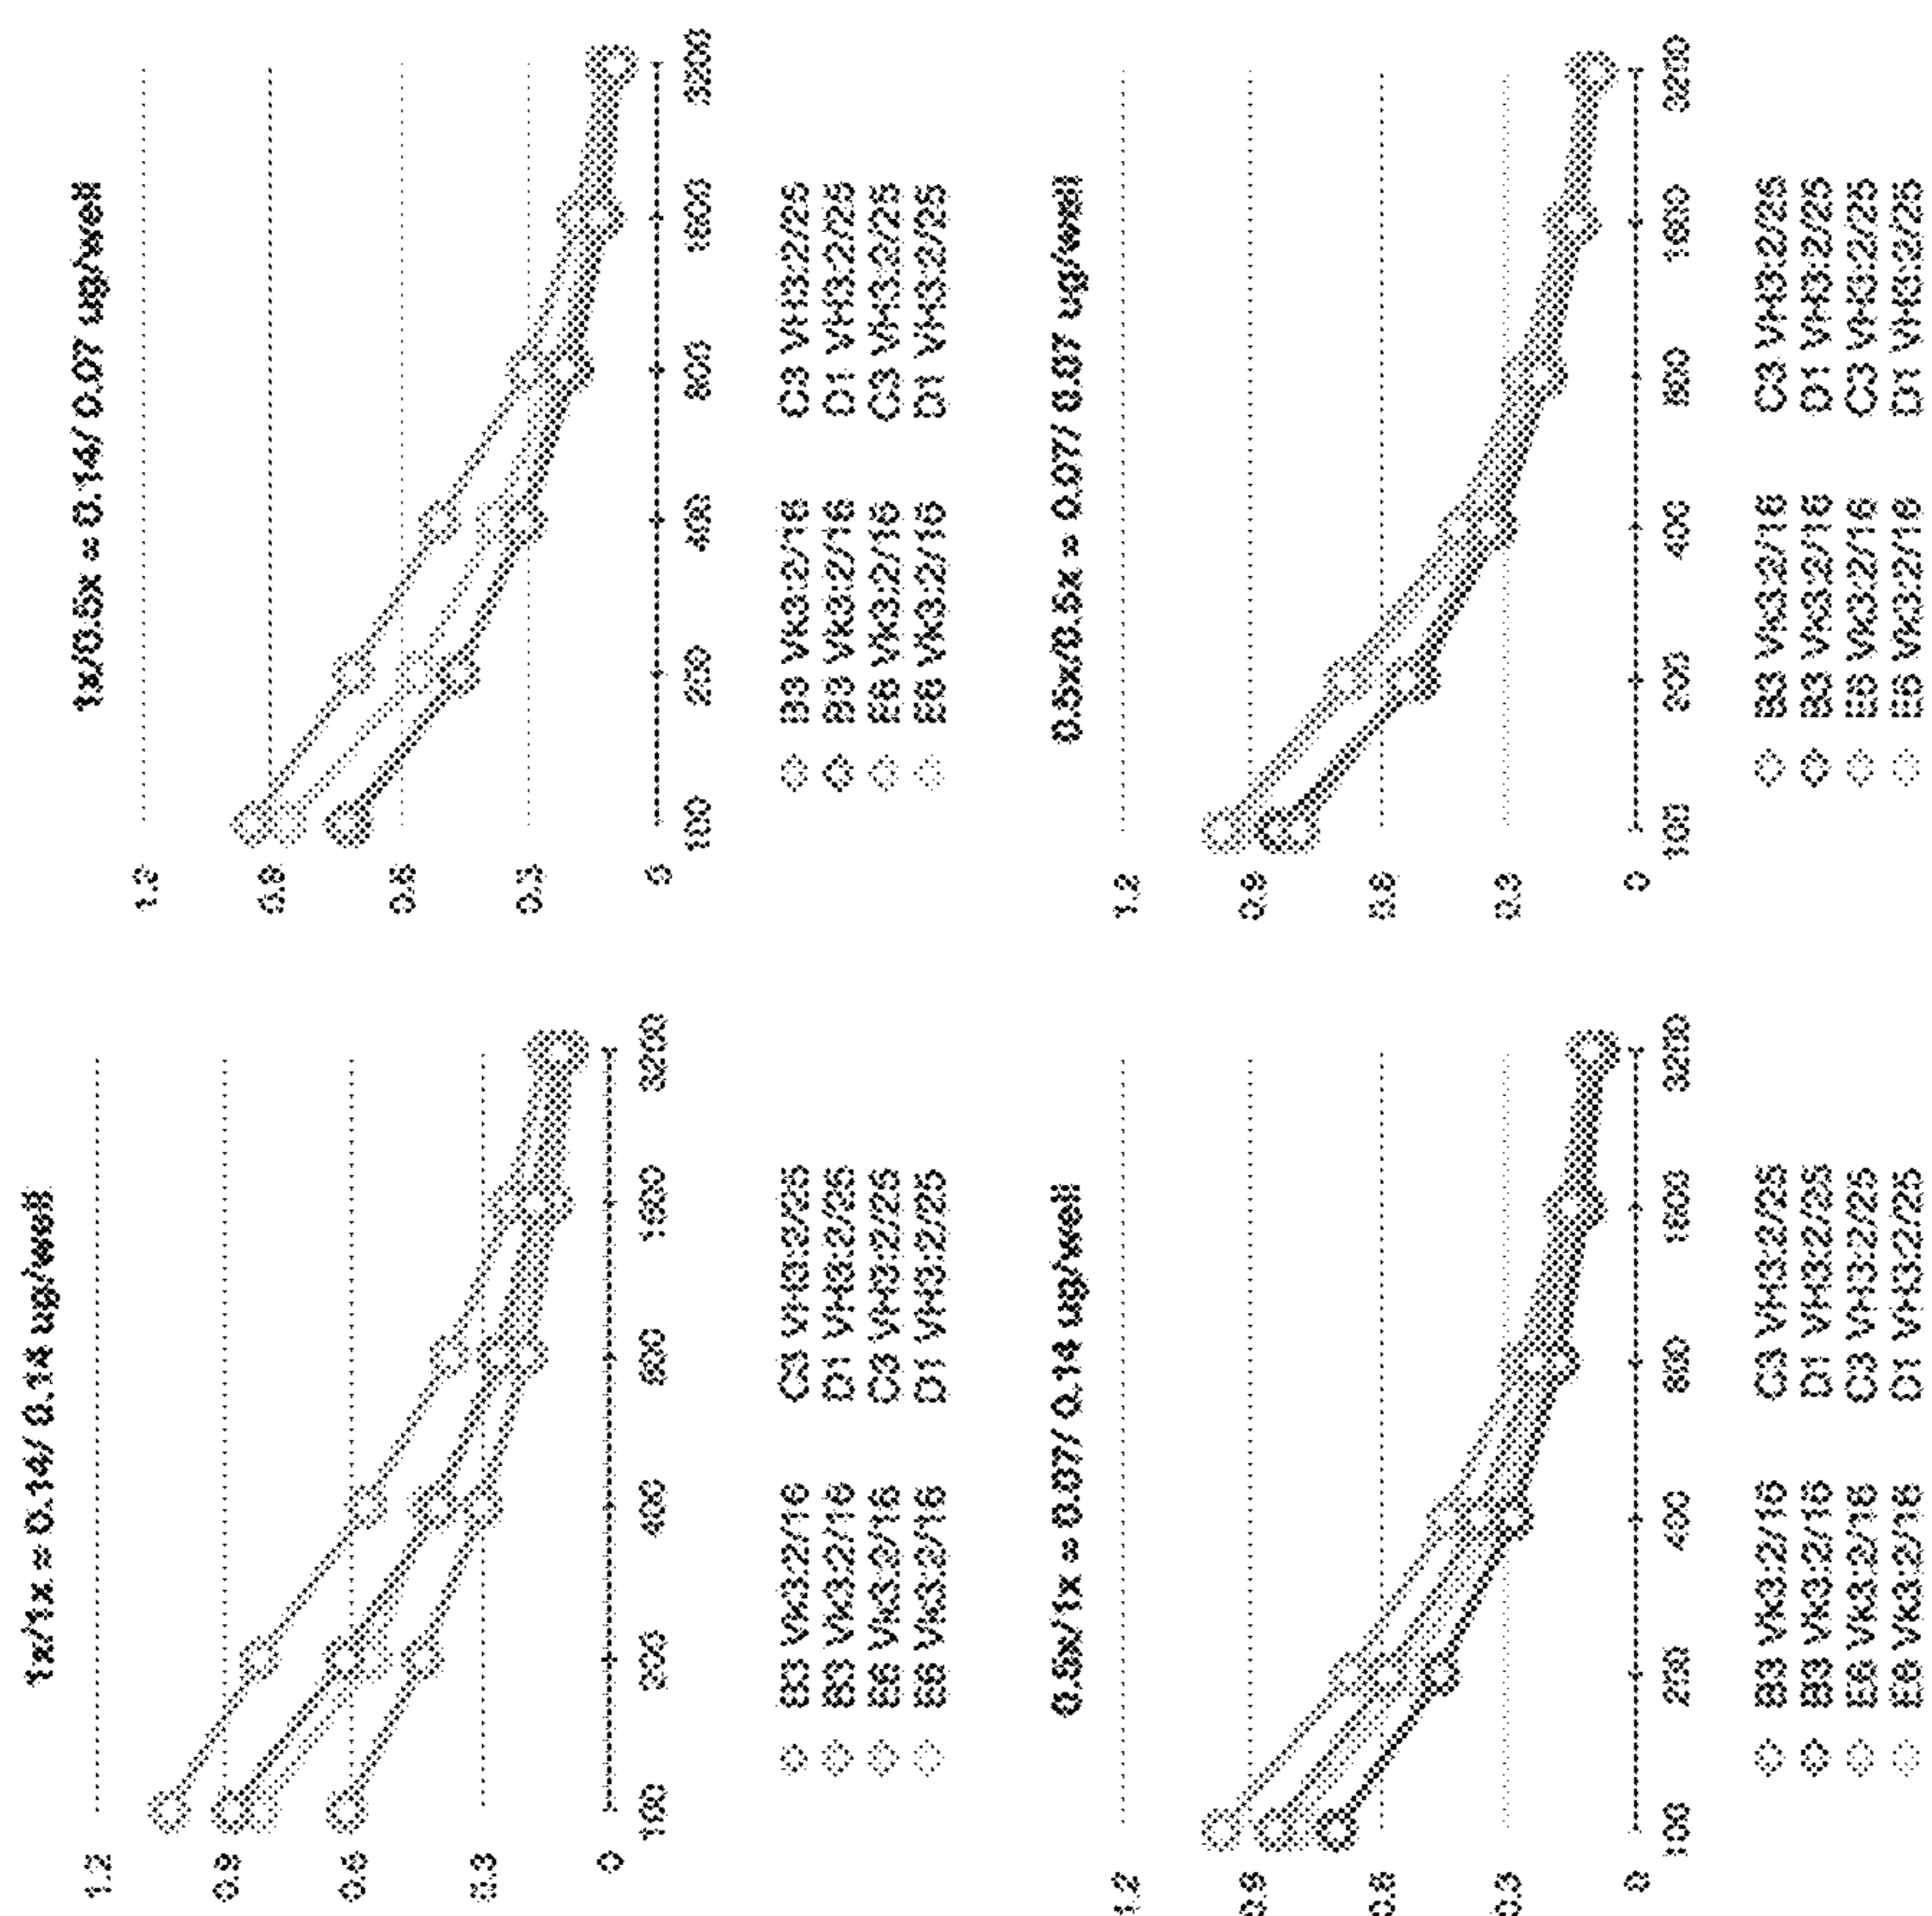 1x/1x = 0.14/ 0.14 ug/well
1.2
0.9
0.6
0.3
0
100 200 400 800 1600 3200
B3 Vk3:2/16 C3 VH3:2/25
B3 Vk3:2/16 D1 VH3:2/25
E6 Vk3:2/16 C3 VH3:2/25
E6 Vk3:2/16 D1 VH3:2/25
1x/0.5x = 0.14/ 0.07 ug/well
1.2
0.9
0.6
0.3
0
100 200 400 800 1600 3200
B3 Vk3:2/16 C3 VH3:2/25
B3 Vk3:2/16 D1 VH3:2/25
E6 Vk3:2/16 C3 VH3:2/25
E6 Vk3:2/16 D1 VH3:2/25
0.5x/1x = 0.07/ 0.14 ug/well
1.2
0.9
0.6
0.3
0
100 200 400 800 1600 3200
B3 Vk3:2/16 C3 VH3:2/25
B3 Vk3:2/16 D1 VH3:2/25
E6 Vk3:2/16 C3 VH3:2/25
E6 Vk3:2/16 D1 VH3:2/25
0.5x/0.5x = 0.07/ 0.07 ug/well
1.2
0.9
0.6
0.3
0
100 200 400 800 1600 3200
B3 Vk3:2/16 C3 VH3:2/25
B3 Vk3:2/16 D1 VH3:2/25
E6 Vk3:2/16 C3 VH3:2/25
E6 Vk3:2/16 D1 VH3:2/25